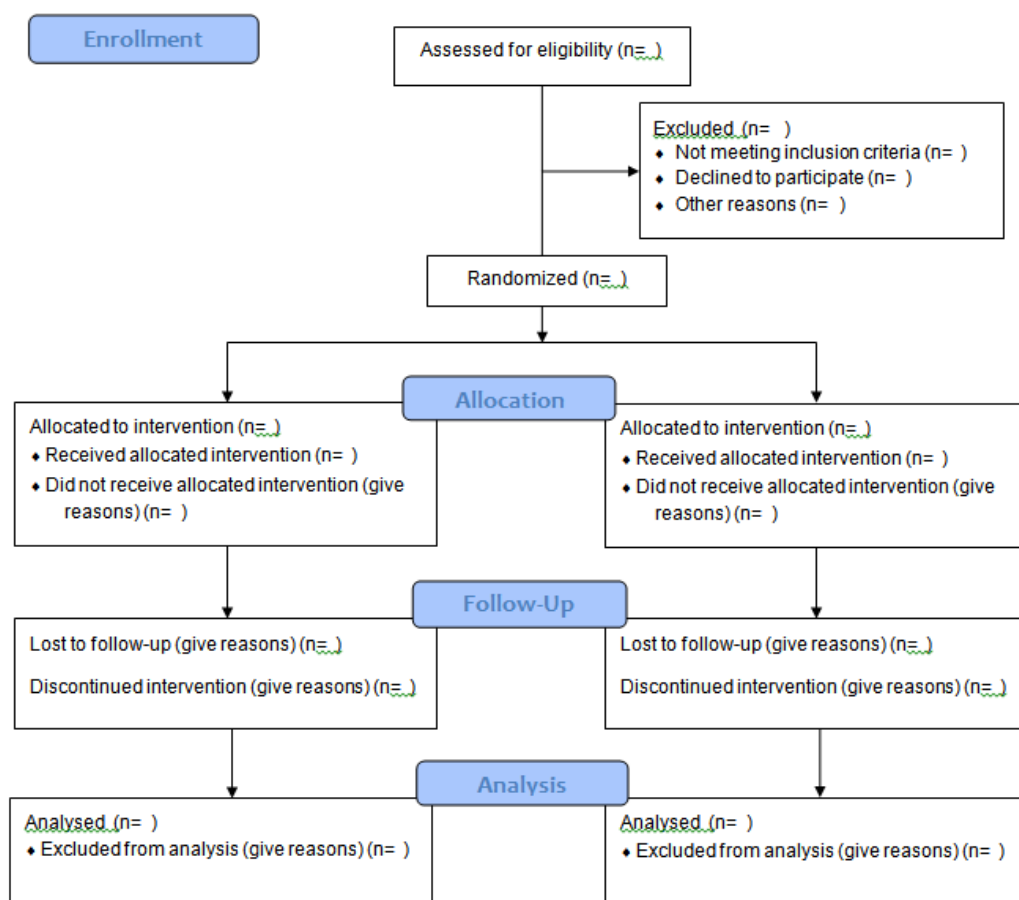 Enrollment
Assessed for eligibility (n= )
Excluded (n= )
♦ Not meeting inclusion criteria (n= )
♦ Declined to participate (n= )
♦ Other reasons (n= )
Randomized (n= )
Allocation
Allocated to intervention (n= )
♦ Received allocated intervention (n= )
♦ Did not receive allocated intervention (give
reasons) (n= )
Allocated to intervention (n= )
♦ Received allocated intervention (n= )
♦ Did not receive allocated intervention (give
reasons) (n= )
Follow-Up
Lost to follow-up (give reasons) (n= )
Discontinued intervention (give reasons) (n= )
Lost to follow-up (give reasons) (n= )
Discontinued intervention (give reasons) (n= )
Analysis
Analysed (n= )
♦ Excluded from analysis (give reasons) (n= )
Analysed (n= )
♦ Excluded from analysis (give reasons) (n= )